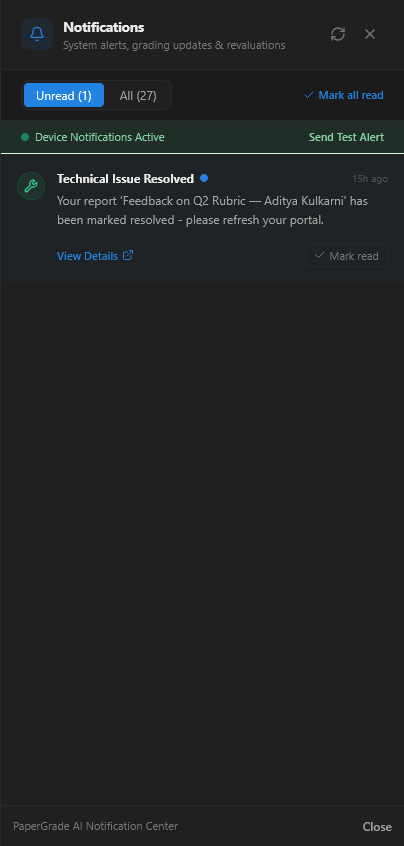 Notifications
System alerts, grading updates & revaluations
Unread (1)
All (27)
Mark all read
Device Notifications Active
Send Test Alert
Technical Issue Resolved
15h ago
Your report 'Feedback on Q2 Rubric — Aditya Kulkarni' has
been marked resolved - please refresh your portal.
View Details
Mark read
PaperGrade AI Notification Center
Close